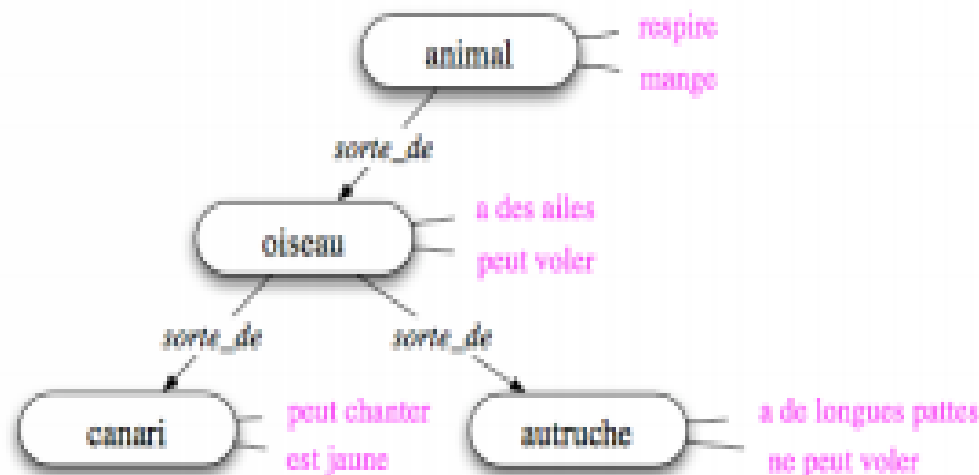 respire
animal
mange
sorte_de
a des ailes
oiseau
peut voler
sorte_de sorte_de
peut chanter a de longues pattes
canari autruche
est jaune ne peut voler